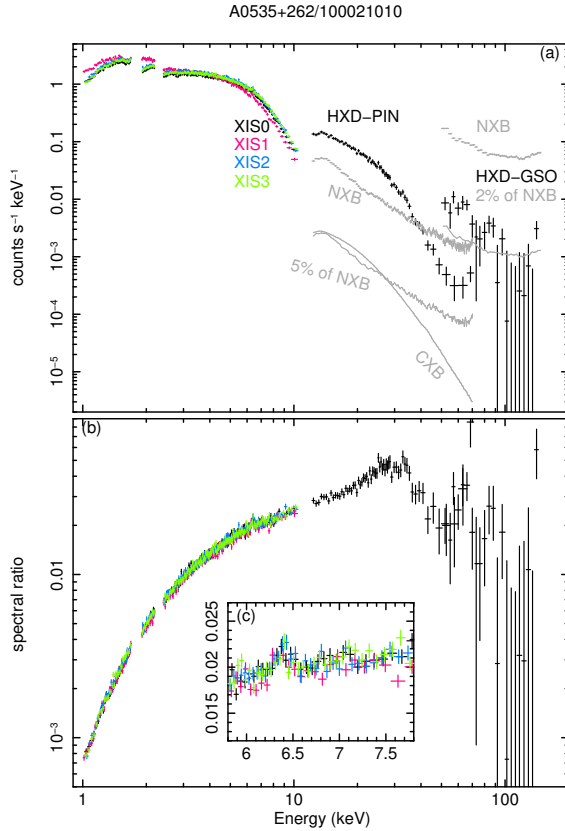 A0535+262/100021010
(a)
1
0.1
0.01
10⁻³
10⁻⁴
10⁻⁵
counts s⁻¹ keV⁻¹
XIS0
XIS1
XIS2
XIS3
HXD−PIN
NXB
NXB
HXD−GSO
2% of NXB
5% of NXB
CXB
(b)
0.01
10⁻³
spectral ratio
(c)
0.025
0.02
0.015
6 6.5 7 7.5
1 10 100
Energy (keV)